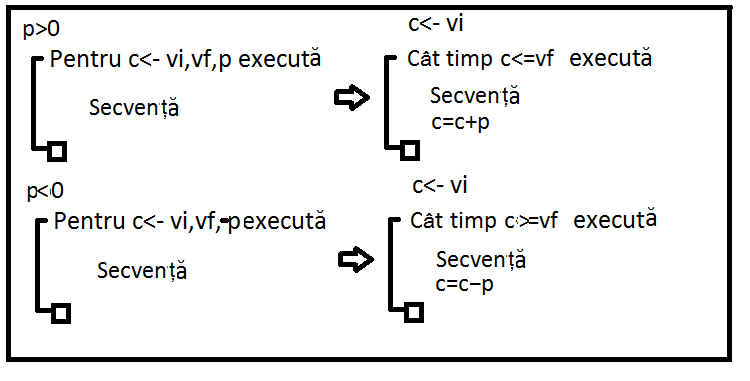 p>0
Pentru c<- vi,vf,p execută
Secvență
c<- vi
Cât timp c<=vf execută
Secvență
c=c+p
p<0
Pentru c<- vi,vf,-pexecută
Secvență
c<- vi
Cât timp c>=vf execută
Secvență
c=c−p